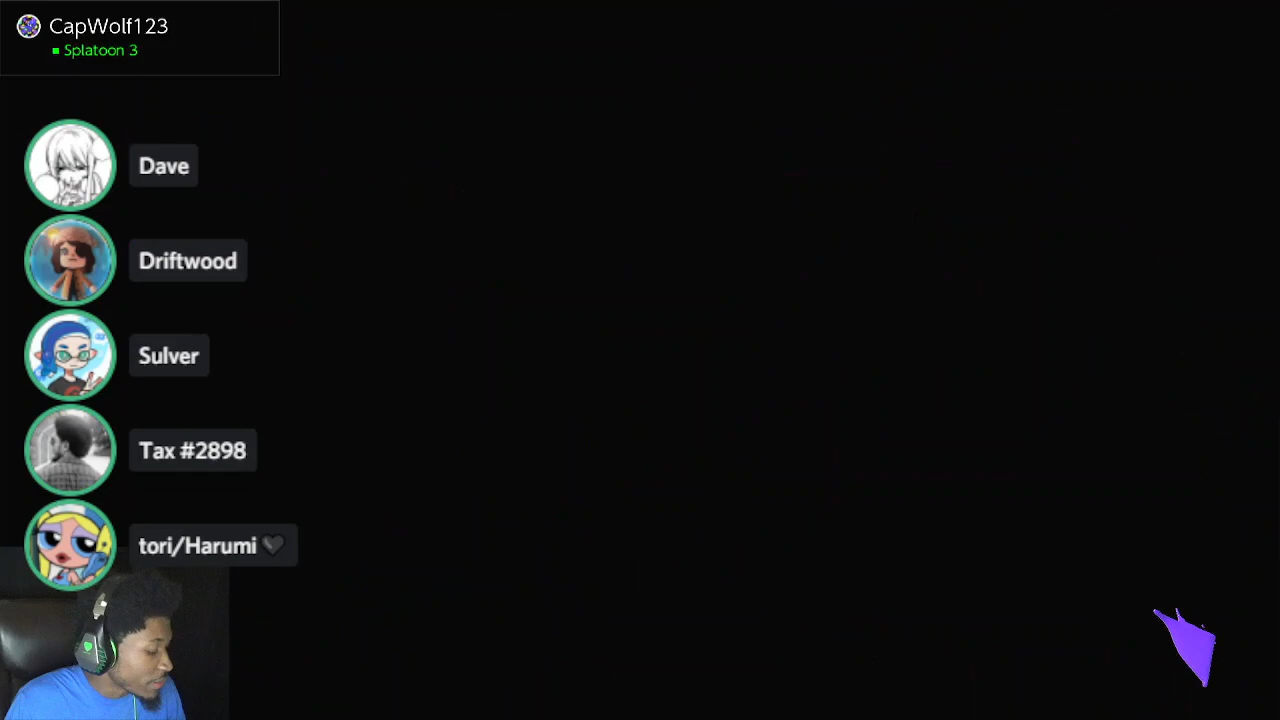 CapWolf123
Splatoon 3
Dave
Driftwood
Sulver
Tax #2898
tori/Harumi 🖤